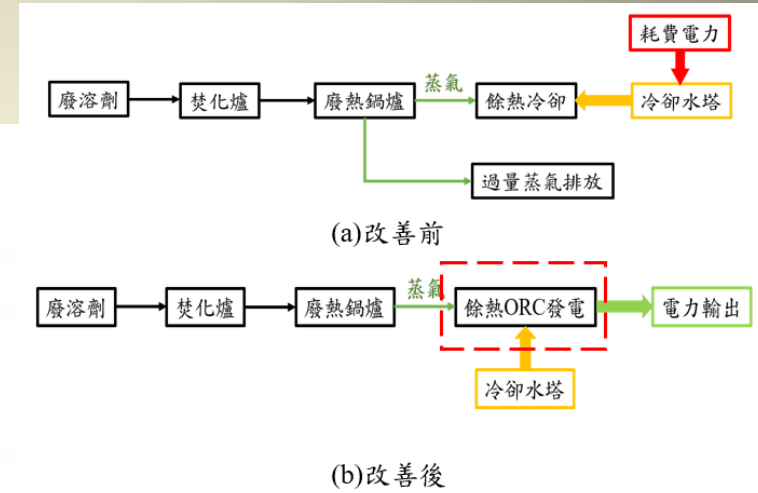 耗費電力
廢溶劑
焚化爐
廢熱鍋爐
蒸氣
餘熱冷卻
冷卻水塔
過量蒸氣排放
(a)改善前
廢溶劑
焚化爐
廢熱鍋爐
蒸氣
餘熱ORC發電
電力輸出
冷卻水塔
(b)改善後